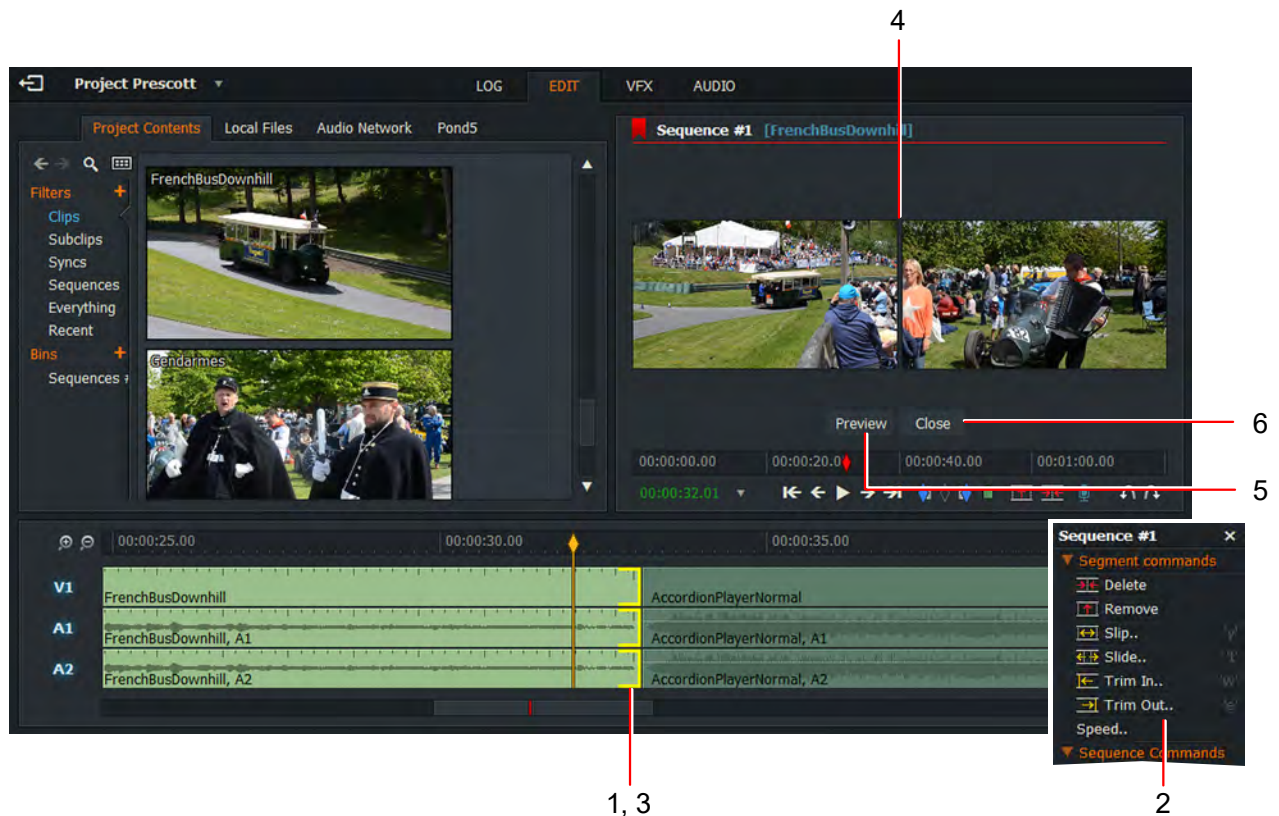 4
Project Prescott
LOG EDIT VFX AUDIO
Project Contents Local Files Audio Network Pond5
Filters +
Clips
Subclips
Syncs
Sequences
Everything
Recent
Bins +
Sequences
FrenchBusDownhill
Gendarmes
Sequence #1 [FrenchBusDownhill]
Preview Close
6
5
00:00:00.00 00:00:20.0 00:00:40.00 00:01:00.00
00:00:32.01
00:00:25.00 00:00:30.00 00:00:35.00
V1
FrenchBusDownhill AccordionPlayerNormal
A1
FrenchBusDownhill, A1 AccordionPlayerNormal, A1
A2
FrenchBusDownhill, A2 AccordionPlayerNormal, A2
Sequence #1 ×
Segment commands
Delete
Remove
Slip..
Slide..
Trim In..
Trim Out..
Speed..
Sequence Commands
1, 3
2